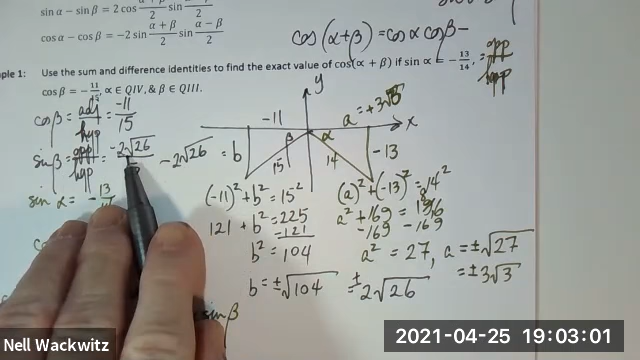 sin α − sin β = 2 cos α+β/2 sin α−β/2
cos α − cos β = −2 sin α+β/2 sin α−β/2
cos(α+β) = cos α cos β −
ple 1: Use the sum and difference identities to find the exact value of cos(α + β) if sin α = −13/14, = opp/hyp
cos β = −11/, α ∈ QIV, & β ∈ QIII.
y
cos β = adj/hyp = −11/15
−11
a = +3√3
x
β
α
sin β = opp/hyp = −2√26/
−2√26 = b
15
14
−13
sin α = −13/
(−11)² + b² = 15²
(a)² + (−13)² = 14²
121 + b² = 225
a² + 169 = 196
−121
−169 −169
b² = 104
a² = 27, a = ±√27
= ±3√3
b = ±√104
±2√26
sin β
Nell Wackwitz
2021-04-25 19:03:01